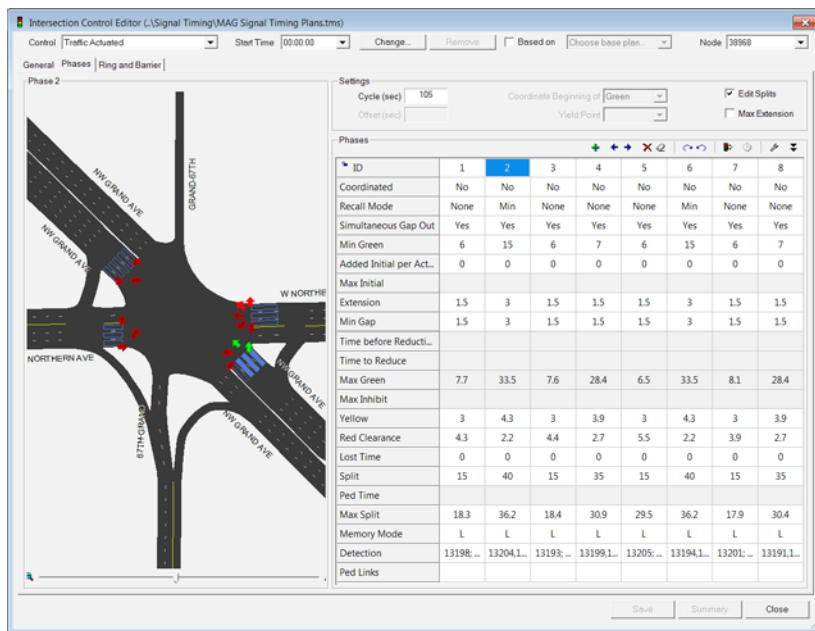 Intersection Control Editor (..\Signal Timing\MAG Signal Timing Plans.tms)
Control Traffic Actuated Start Time 00:00:00 Change... Remove Based on Choose base plan... Node 38968
General Phases Ring and Barrier
Phase 2
NW GRAND AVE
GRAND-67TH
NW GRAND AVE
W NORTHE
NORTHERN AVE
NW GRAND AVE
67TH-GRAND
NW GRAND AVE
Settings
Cycle (sec) 105 Coordinate Beginning of Green Edit Splits
Offset (sec) Yield Point Max Extension
Phases
ID 1 2 3 4 5 6 7 8
Coordinated No No No No No No No No
Recall Mode None Min None None None Min None None
Simultaneous Gap Out Yes Yes Yes Yes Yes Yes Yes Yes
Min Green 6 15 6 7 6 15 6 7
Added Initial per Act... 0 0 0 0 0 0 0 0
Max Initial
Extension 1.5 3 1.5 1.5 1.5 3 1.5 1.5
Min Gap 1.5 3 1.5 1.5 1.5 3 1.5 1.5
Time before Reducti...
Time to Reduce
Max Green 7.7 33.5 7.6 28.4 6.5 33.5 8.1 28.4
Max Inhibit
Yellow 3 4.3 3 3.9 3 4.3 3 3.9
Red Clearance 4.3 2.2 4.4 2.7 5.5 2.2 3.9 2.7
Lost Time 0 0 0 0 0 0 0 0
Split 15 40 15 35 15 40 15 35
Ped Time
Max Split 18.3 36.2 18.4 30.9 29.5 36.2 17.9 30.4
Memory Mode L L L L L L L L
Detection 13198; ... 13204,1... 13193; ... 13199,1... 13205; ... 13194,1... 13201; ... 13191,1...
Ped Links
Save Summary Close